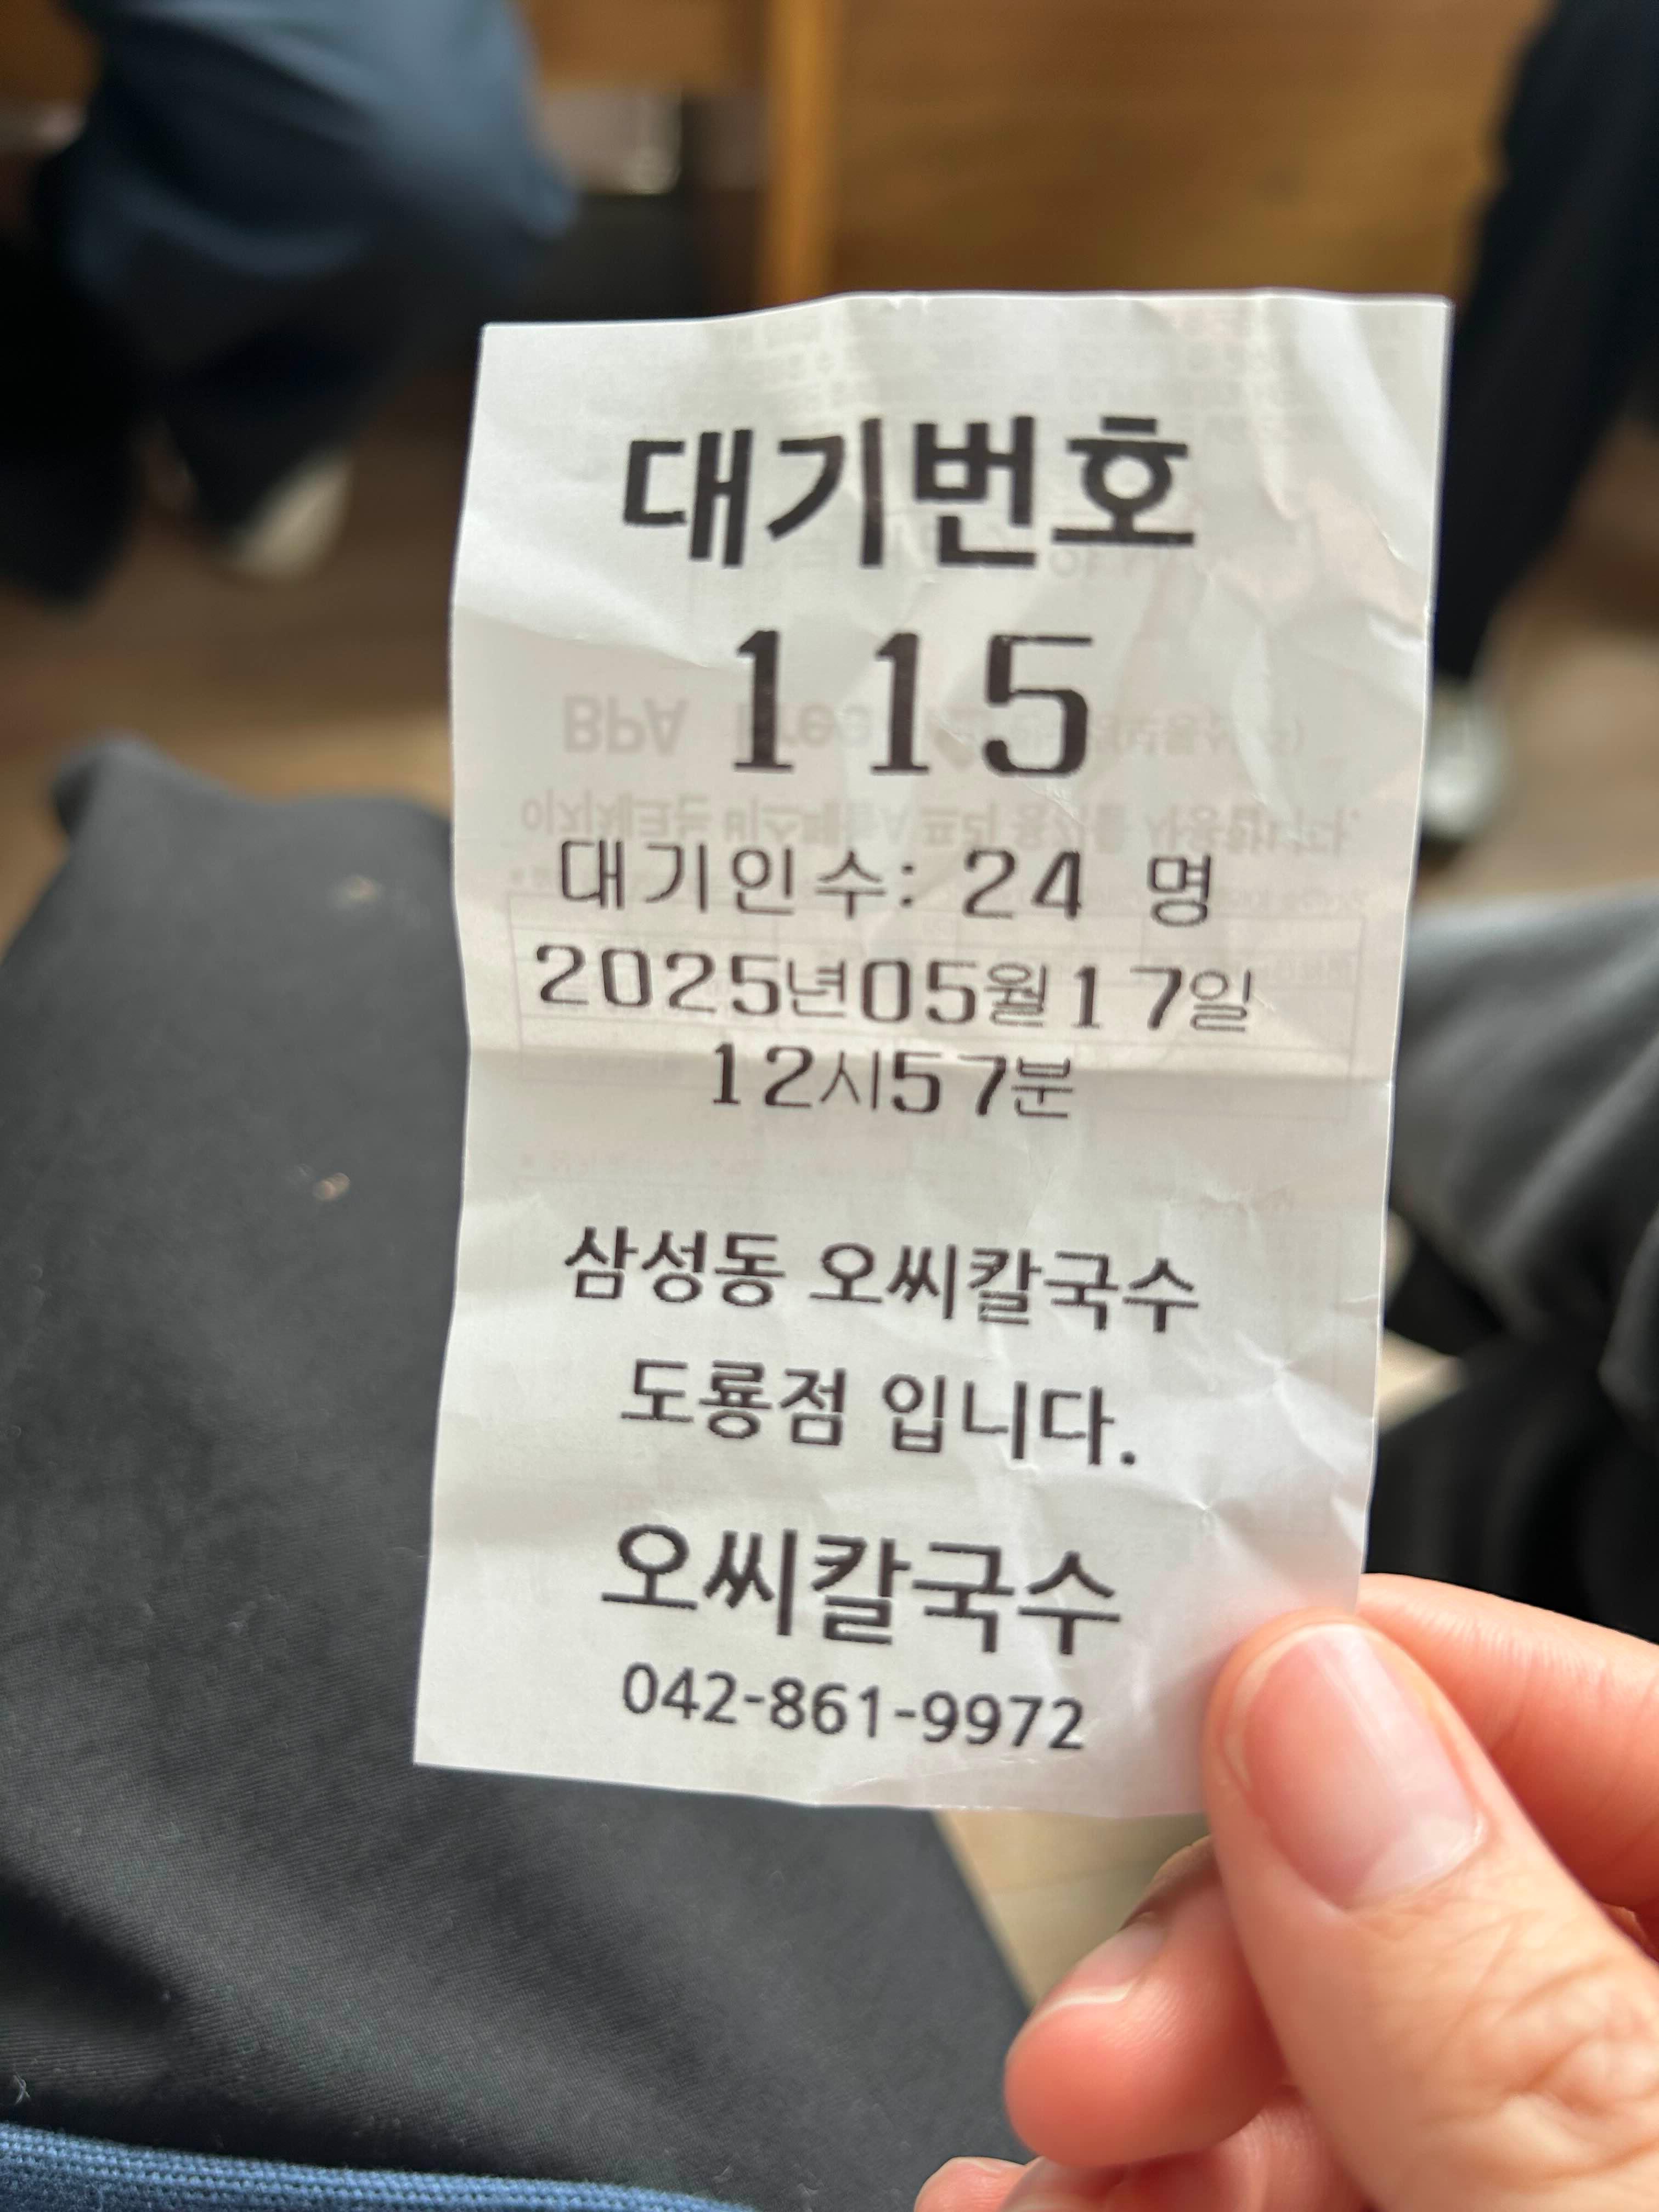 대기번호
115
대기인수: 24 명
2025년05월17일
12시57분
삼성동 오씨칼국수
도룡점 입니다.
오씨칼국수
042-861-9972